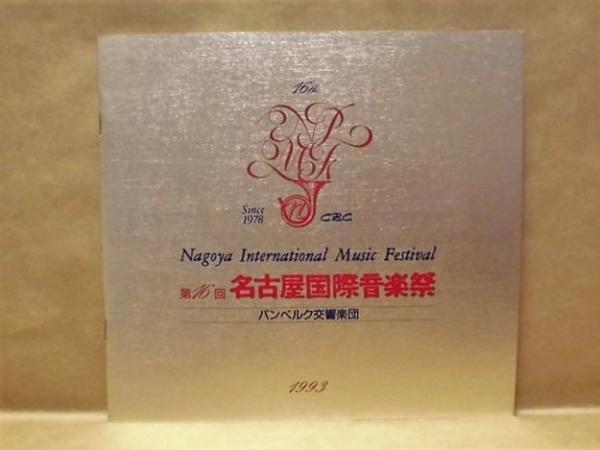 16th
Since
1978
CBC
Nagoya International Music Festival
第16回 名古屋国際音楽祭
バンベルク交響楽団
1993